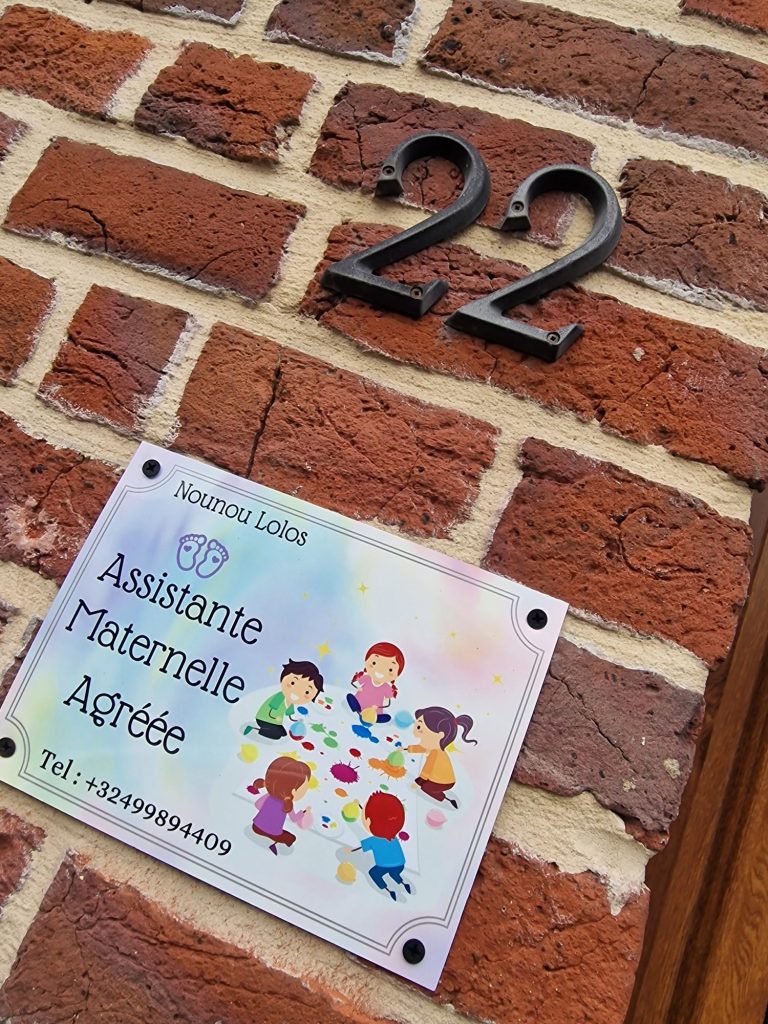 22
Nounou Lolos
Assistante
Maternelle
Agréée
Tel : +32499894409